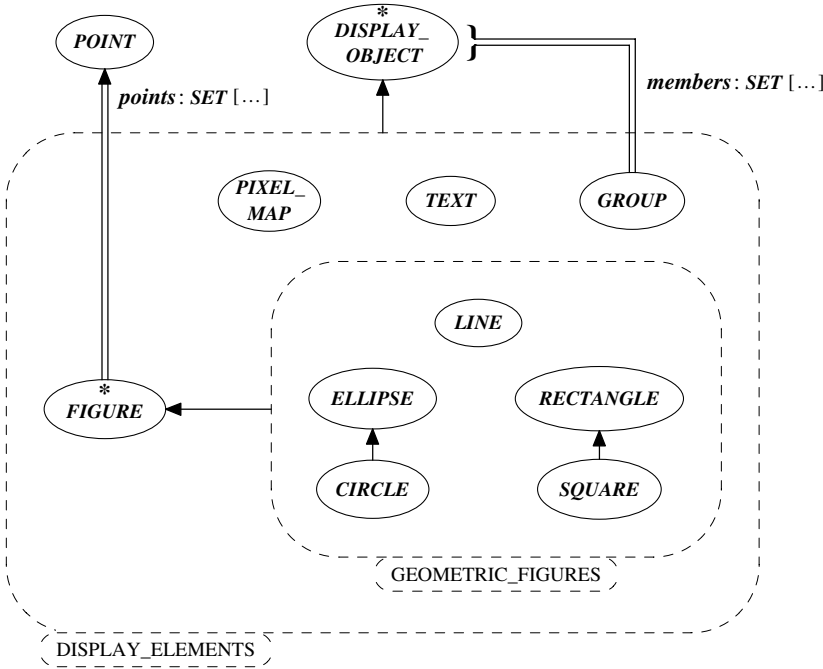 POINT
*
DISPLAY_
OBJECT
}
points: SET […]
members: SET […]
PIXEL_
MAP
TEXT
GROUP
LINE
*
FIGURE
ELLIPSE
RECTANGLE
CIRCLE
SQUARE
GEOMETRIC_FIGURES
DISPLAY_ELEMENTS